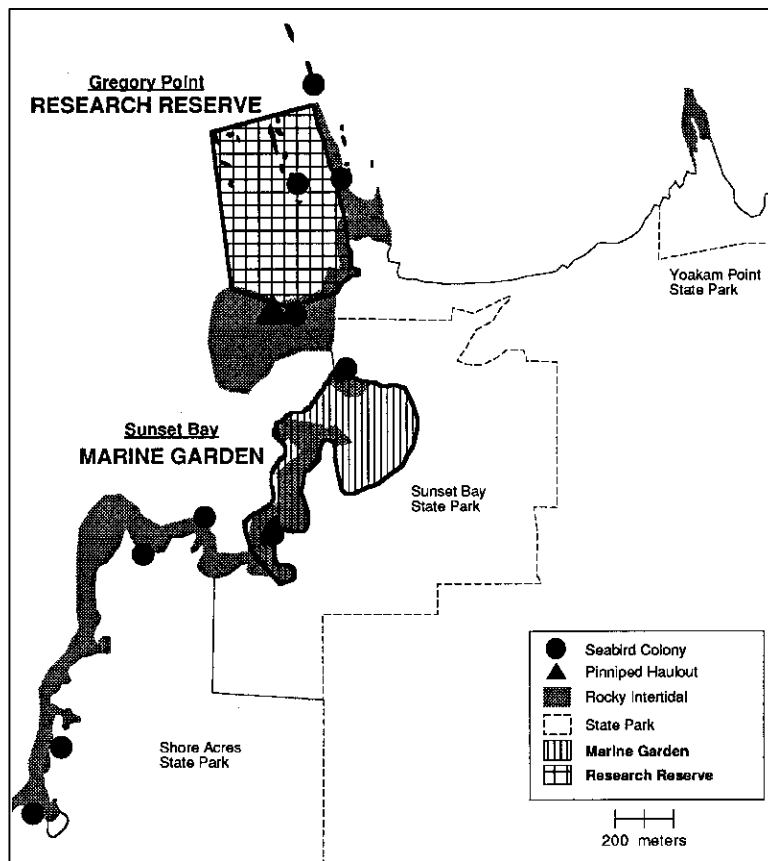 Gregory Point
RESEARCH RESERVE
Yoakam Point
State Park
Sunset Bay
MARINE GARDEN
Sunset Bay
State Park
Shore Acres
State Park
Seabird Colony
Pinniped Haulout
Rocky Intertidal
State Park
Marine Garden
Research Reserve
200 meters